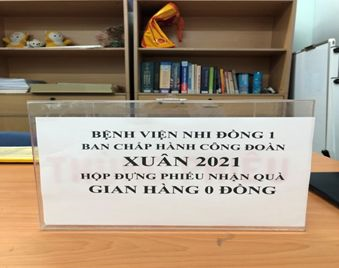 BỆNH VIỆN NHI ĐỒNG 1
BAN CHẤP HÀNH CÔNG ĐOÀN
XUÂN 2021
HỘP ĐỰNG PHIẾU NHẬN QUÀ
GIAN HÀNG 0 ĐỒNG